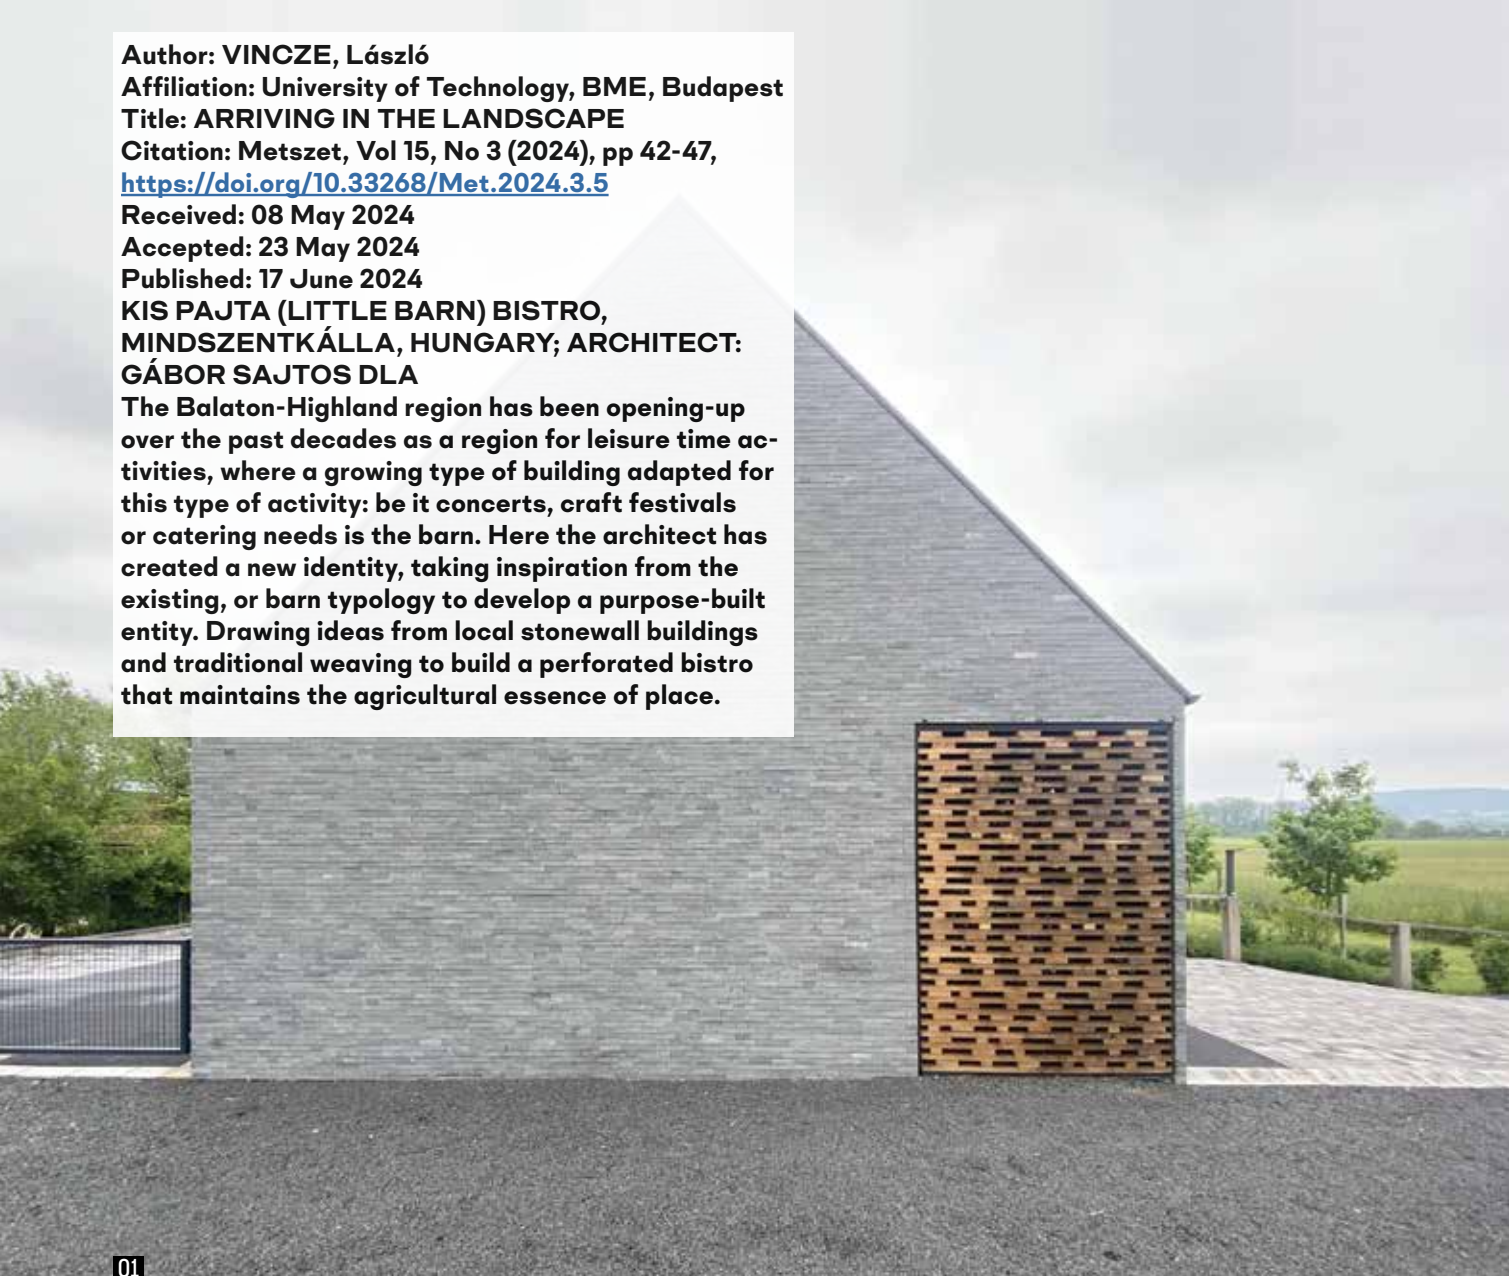 Author: VINCZE, László
Affiliation: University of Technology, BME, Budapest
Title: ARRIVING IN THE LANDSCAPE
Citation: Metszet, Vol 15, No 3 (2024), pp 42-47,
https://doi.org/10.33268/Met.2024.3.5
Received: 08 May 2024
Accepted: 23 May 2024
Published: 17 June 2024
KIS PAJTA (LITTLE BARN) BISTRO,
MINDSZENTKÁLLA, HUNGARY; ARCHITECT:
GÁBOR SAJTOS DLA
The Balaton-Highland region has been opening-up
over the past decades as a region for leisure time ac-
tivities, where a growing type of building adapted for
this type of activity: be it concerts, craft festivals
or catering needs is the barn. Here the architect has
created a new identity, taking inspiration from the
existing, or barn typology to develop a purpose-built
entity. Drawing ideas from local stonewall buildings
and traditional weaving to build a perforated bistro
that maintains the agricultural essence of place.
01